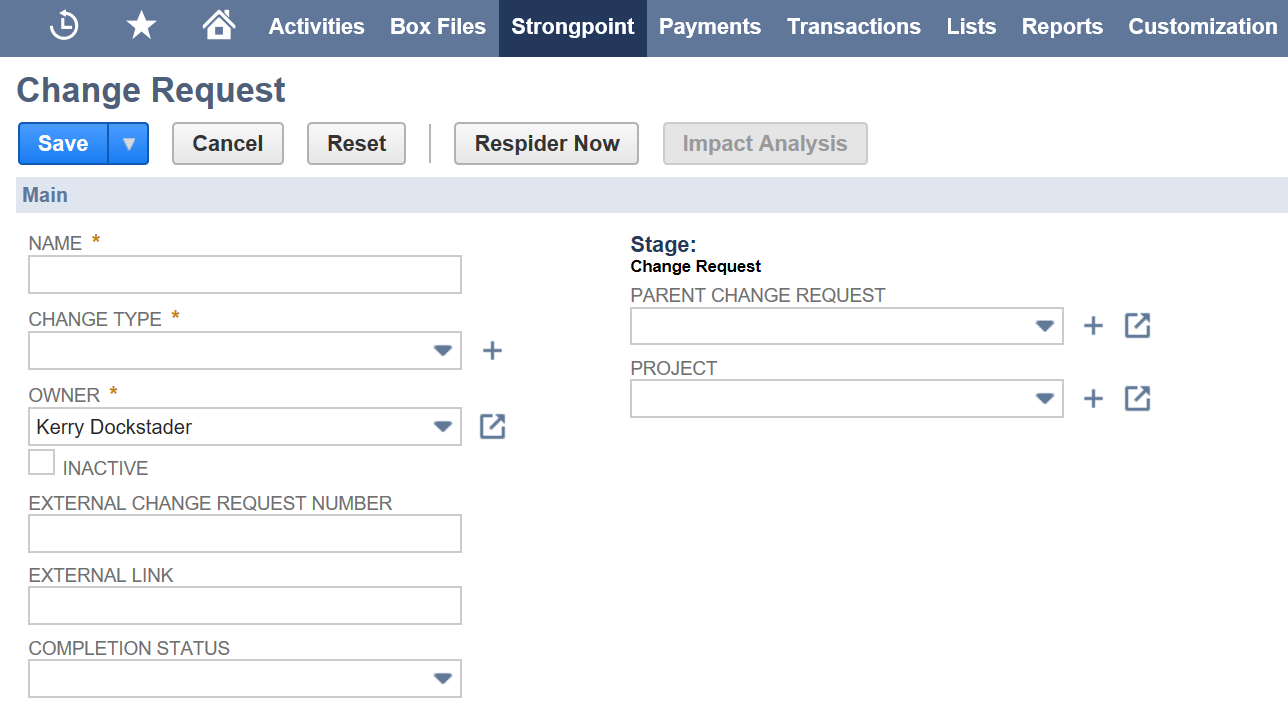 Activities Box Files Strongpoint Payments Transactions Lists Reports Customization
Change Request
Save Cancel Reset Respider Now Impact Analysis
Main
NAME *
CHANGE TYPE *
OWNER *
Kerry Dockstader
INACTIVE
EXTERNAL CHANGE REQUEST NUMBER
EXTERNAL LINK
COMPLETION STATUS
Stage:
Change Request
PARENT CHANGE REQUEST
PROJECT